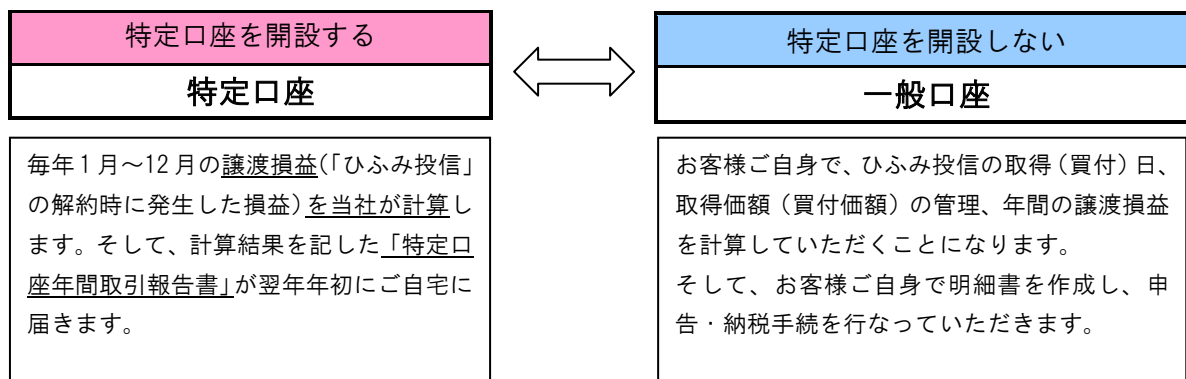 特定口座を開設する
特定口座
毎年1月～12月の譲渡損益(「ひふみ投信」
の解約時に発生した損益)を当社が計算し
ます。そして、計算結果を記した「特定口
座年間取引報告書」が翌年年初にご自宅に
届きます。
特定口座を開設しない
一般口座
お客様ご自身で、ひふみ投信の取得（買付）日、
取得価額（買付価額）の管理、年間の譲渡損益
を計算していただくことになります。
そして、お客様ご自身で明細書を作成し、申
告・納税手続を行なっていただきます。